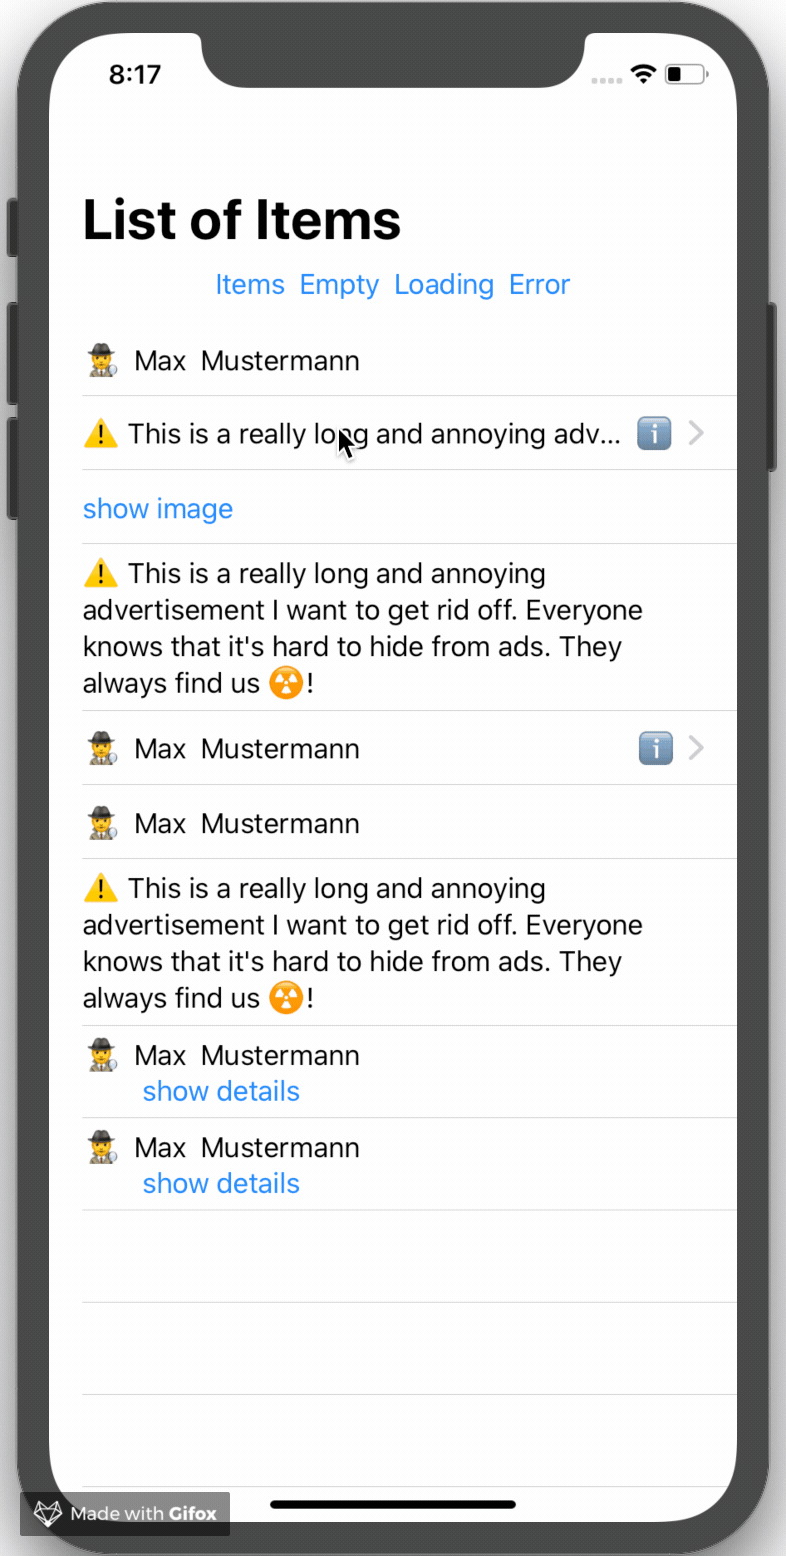 8:17
List of Items
Items Empty Loading Error
Max Mustermann
This is a really long and annoying adv...
show image
This is a really long and annoying
advertisement I want to get rid off. Everyone
knows that it's hard to hide from ads. They
always find us ☢️!
Max Mustermann
Max Mustermann
This is a really long and annoying
advertisement I want to get rid off. Everyone
knows that it's hard to hide from ads. They
always find us ☢️!
Max Mustermann
show details
Max Mustermann
show details
Made with Gifox